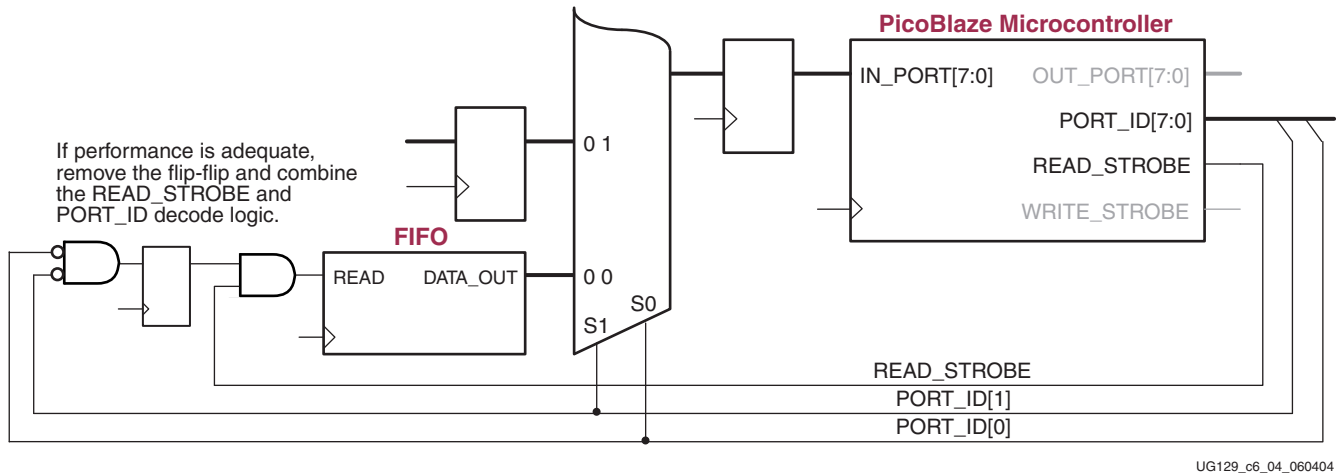 PicoBlaze Microcontroller
IN_PORT[7:0]
OUT_PORT[7:0]
PORT_ID[7:0]
READ_STROBE
WRITE_STROBE
0 1
If performance is adequate,
remove the flip-flip and combine
the READ_STROBE and
PORT_ID decode logic.
FIFO
READ
DATA_OUT
0 0
S0
S1
READ_STROBE
PORT_ID[1]
PORT_ID[0]
UG129_c6_04_060404